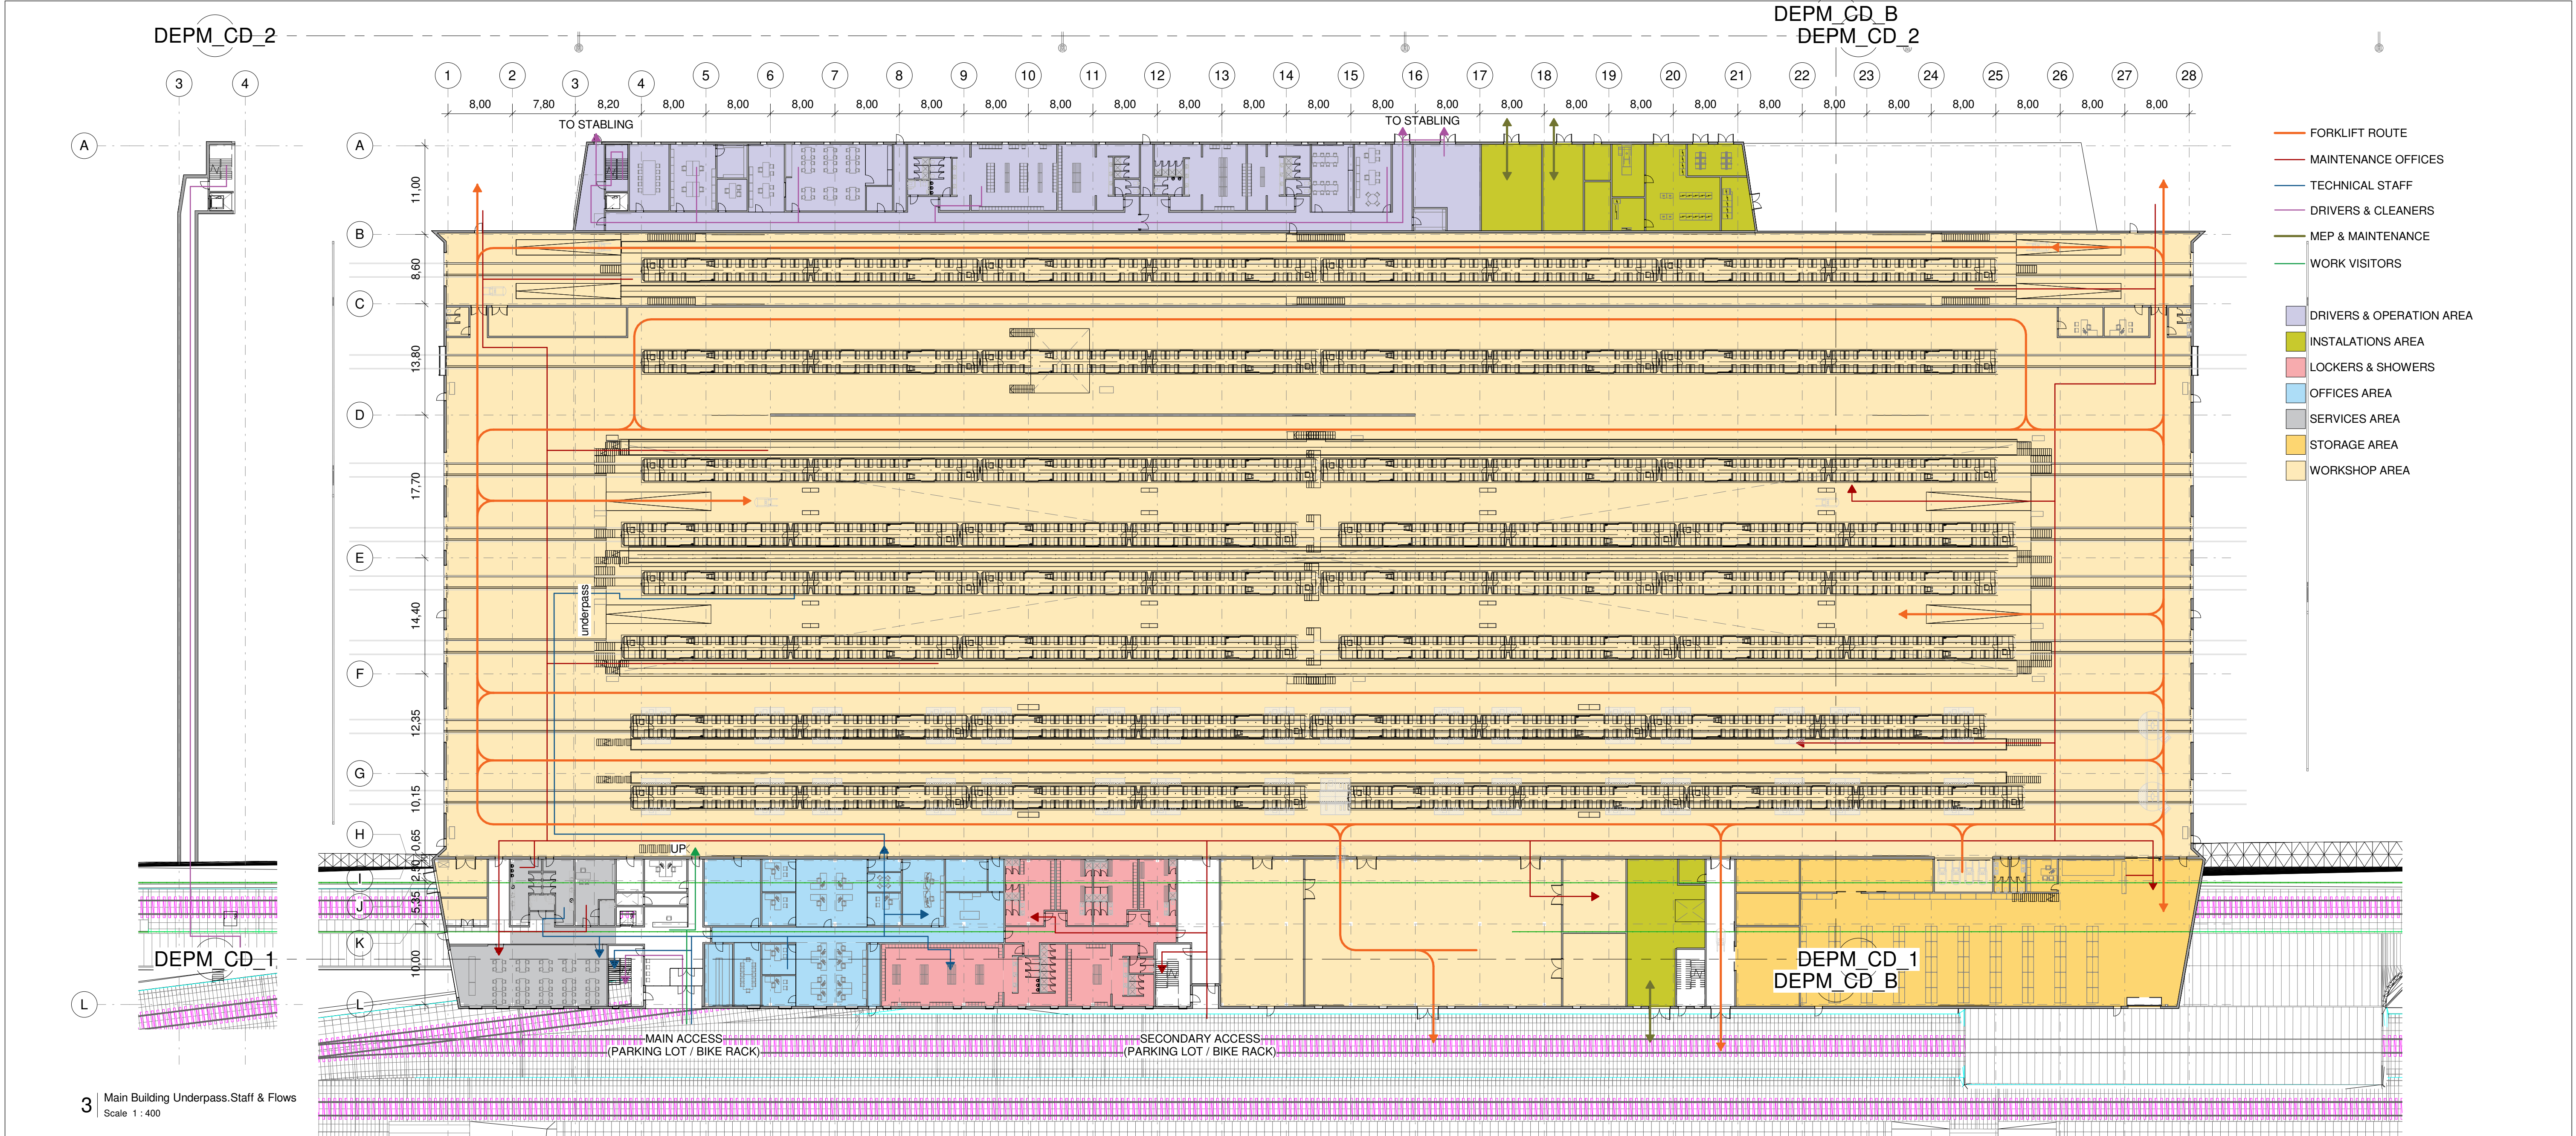 DEPM_CD_B
DEPM_CD_2
DEPM_CD_2
3 4
1 2 3 4 5 6 7 8 9 10 11 12 13 14 15 16 17 18 19 20 21 22 23 24 25 26 27 28
8,00 7,80 8,20 8,00 8,00 8,00 8,00 8,00 8,00 8,00 8,00 8,00 8,00 8,00 8,00 8,00 8,00 8,00 8,00 8,00 8,00 8,00 8,00 8,00 8,00 8,00 8,00
TO STABLING
TO STABLING
A
A
11,00
B
8,60
C
13,80
D
17,70
E
14,40
F
12,35
G
10,15
H
0,65
I
2,50
J
5,35
K
10,00
L
L
underpass
UP
FORKLIFT ROUTE
MAINTENANCE OFFICES
TECHNICAL STAFF
DRIVERS & CLEANERS
MEP & MAINTENANCE
WORK VISITORS
DRIVERS & OPERATION AREA
INSTALATIONS AREA
LOCKERS & SHOWERS
OFFICES AREA
SERVICES AREA
STORAGE AREA
WORKSHOP AREA
DEPM_CD_1
DEPM_CD_1
DEPM_CD_B
MAIN ACCESS
(PARKING LOT / BIKE RACK)
SECONDARY ACCESS
(PARKING LOT / BIKE RACK)
3 Main Building Underpass.Staff & Flows
Scale 1 : 400